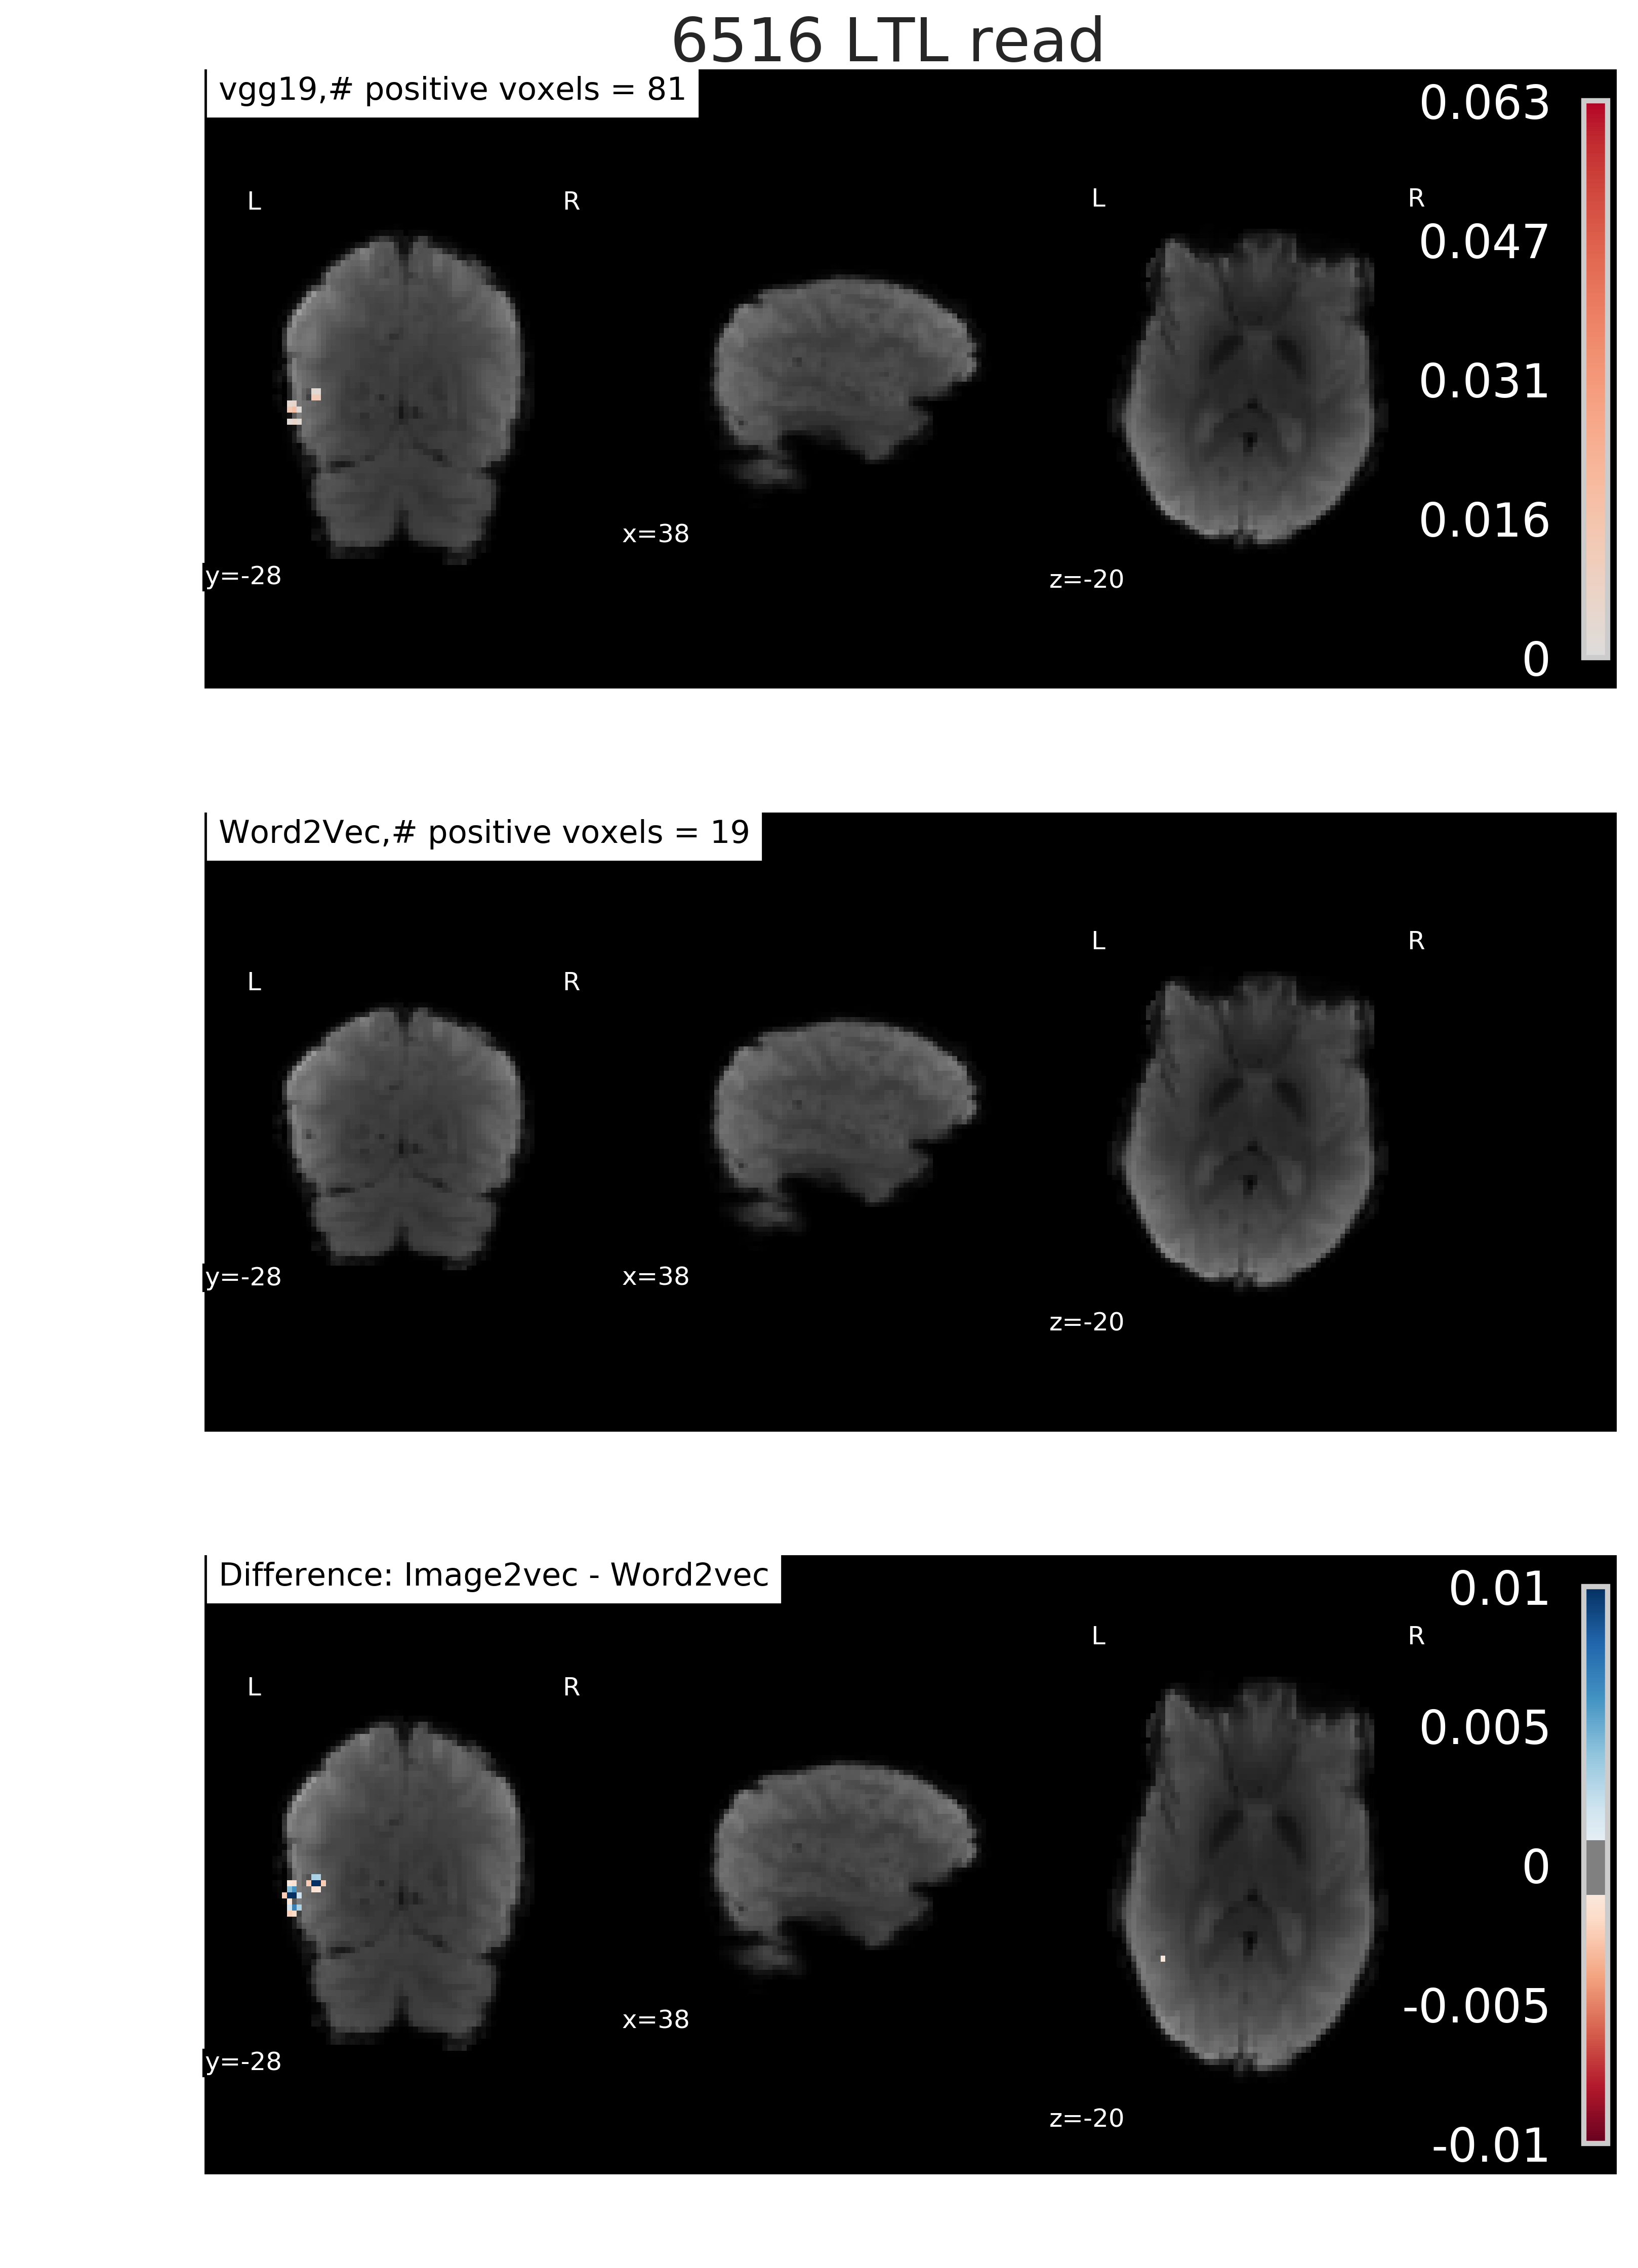 6516 LTL read
vgg19,# positive voxels = 81
0.063
L R L R
0.047
0.031
0.016
x=38
y=-28 z=-20
0
Word2Vec,# positive voxels = 19
L R
L R
y=-28 x=38
z=-20
Difference: Image2vec - Word2vec
0.01
L R
L R
0.005
0
-0.005
x=38
y=-28
z=-20
-0.01